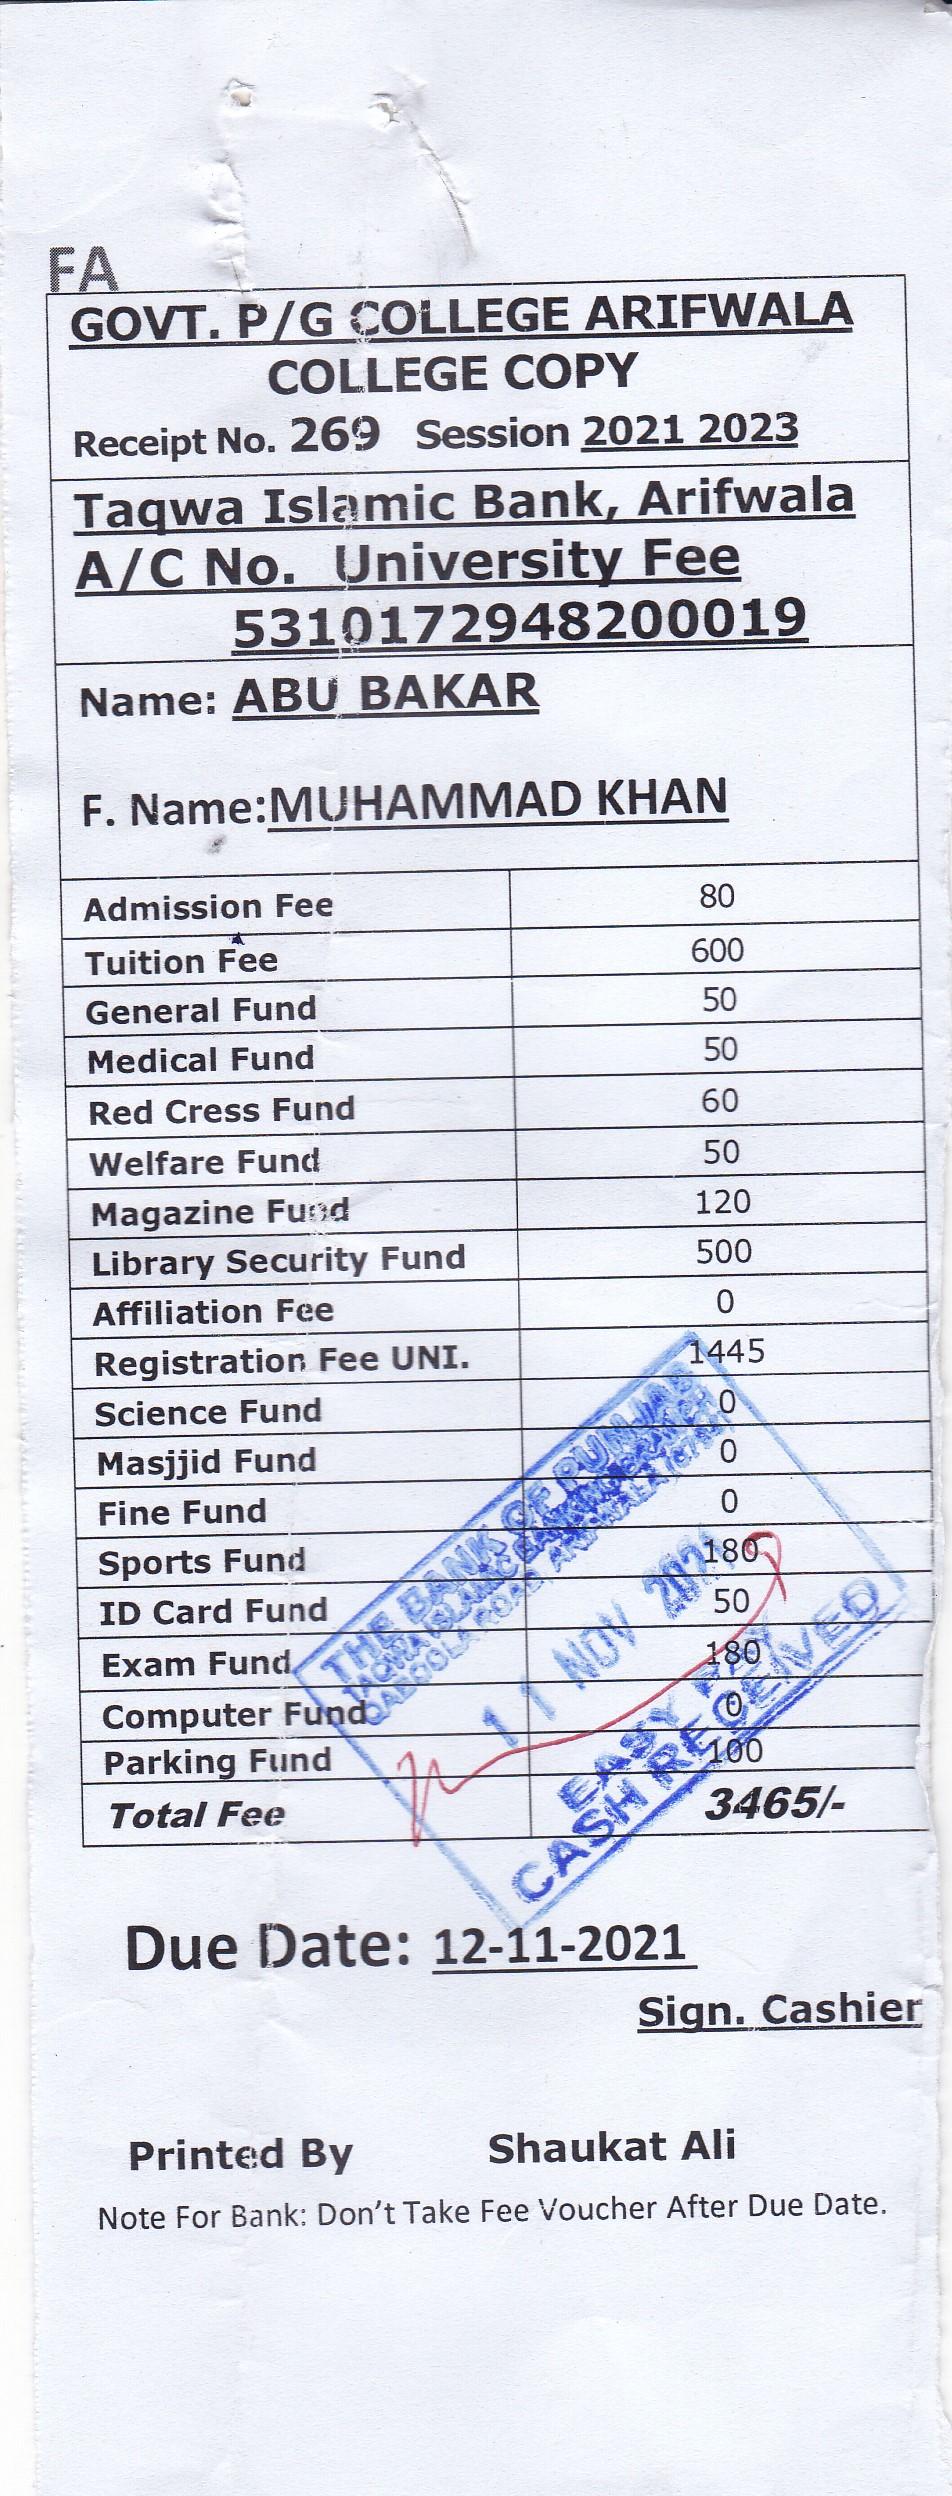 FA
GOVT. P/G COLLEGE ARIFWALA
COLLEGE COPY
Receipt No. 269 Session 2021 2023
Taqwa Islamic Bank, Arifwala
A/C No. University Fee
5310172948200019
Name: ABU BAKAR
F. Name:MUHAMMAD KHAN
Admission Fee 80
Tuition Fee 600
General Fund 50
Medical Fund 50
Red Cress Fund 60
Welfare Fund 50
Magazine Fund 120
Library Security Fund 500
Affiliation Fee 0
Registration Fee UNI. 1445
Science Fund 0
Masjjid Fund 0
Fine Fund 0
Sports Fund 180
ID Card Fund 50
Exam Fund 180
Computer Fund 0
Parking Fund 100
Total Fee 3465/-
THE BANK OF PUNJAB
TAQWA ISLAMIC BANKING
ROAD, ARIFWALA
11 NOV 2021
EASY PAY
CASH RECEIVED
Due Date: 12-11-2021
Sign. Cashier
Printed By Shaukat Ali
Note For Bank: Don't Take Fee Voucher After Due Date.